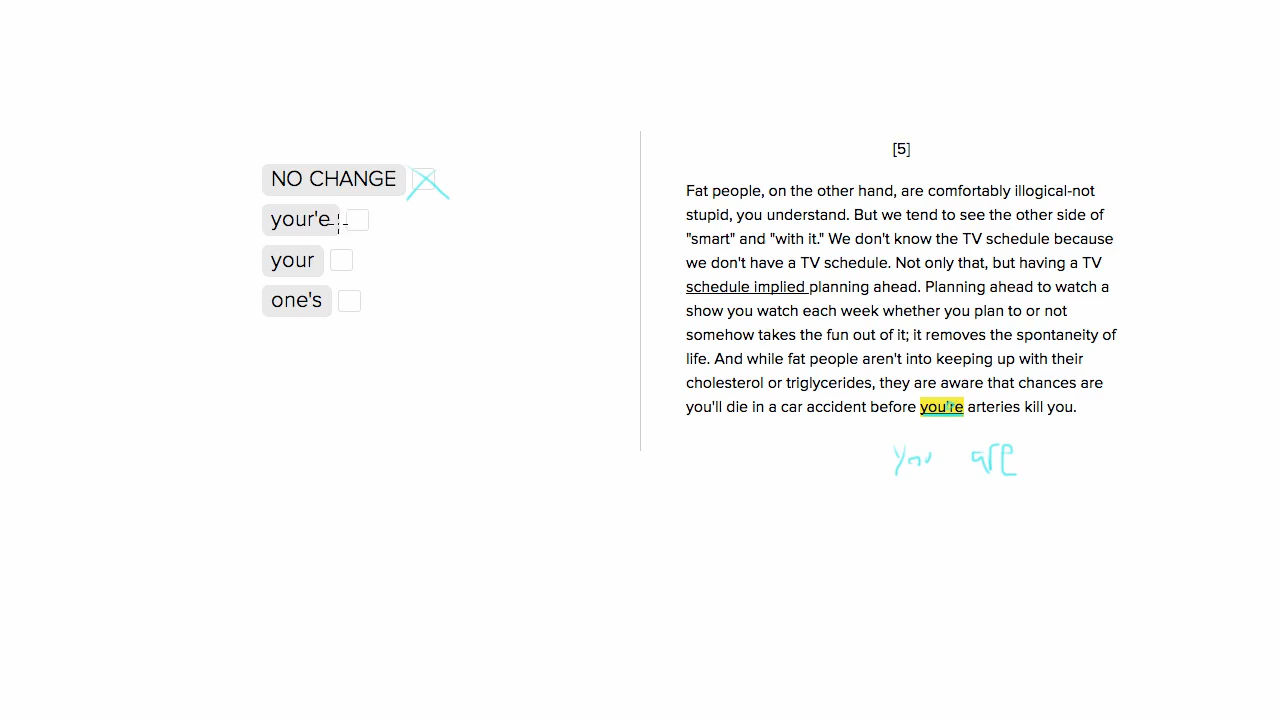 NO CHANGE
your'e
your
one's
[5]
Fat people, on the other hand, are comfortably illogical-not
stupid, you understand. But we tend to see the other side of
"smart" and "with it." We don't know the TV schedule because
we don't have a TV schedule. Not only that, but having a TV
schedule implied planning ahead. Planning ahead to watch a
show you watch each week whether you plan to or not
somehow takes the fun out of it; it removes the spontaneity of
life. And while fat people aren't into keeping up with their
cholesterol or triglycerides, they are aware that chances are
you'll die in a car accident before you're arteries kill you.
you are